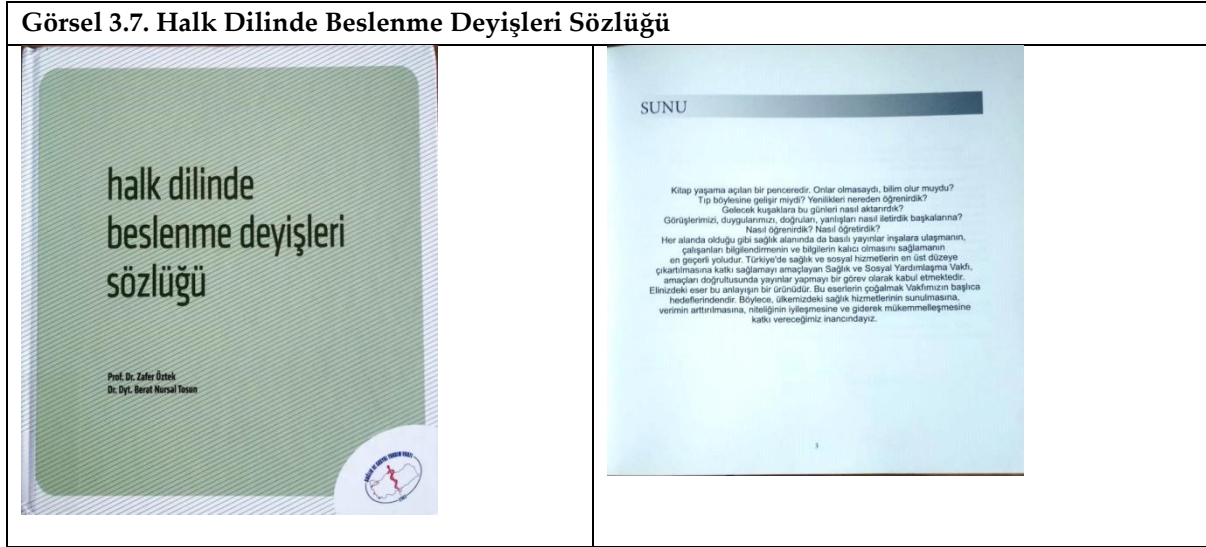 Görsel 3.7. Halk Dilinde Beslenme Deyişleri Sözlüğü
halk dilinde
beslenme deyişleri
sözlüğü
Prof. Dr. Zafer Öztek
Dr. Dyt. Berat Nursal Tosun
SAĞLIK VE SOSYAL YARDIM VAKFI
SUNU
Kitap yaşama açılan bir penceredir. Onlar olmasaydı, bilim olur muydu?
Tıp böylesine gelişir miydi? Yenilikleri nereden öğrenirdik?
Gelecek kuşaklara bu günleri nasıl aktarırdık?
Görüşlerimizi, duygularımızı, doğruları, yanlışları nasıl iletirdik başkalarına?
Nasıl öğrenirdik? Nasıl öğretirdik?
Her alanda olduğu gibi sağlık alanında da basılı yayınlar inşalara ulaşmanın,
çalışanları bilgilendirmenin ve bilgilerin kalıcı olmasını sağlamanın
en geçerli yoludur. Türkiye'de sağlık ve sosyal hizmetlerin en üst düzeye
çıkartılmasına katkı sağlamayı amaçlayan Sağlık ve Sosyal Yardımlaşma Vakfı,
amaçları doğrultusunda yayınlar yapmayı bir görev olarak kabul etmektedir.
Elinizdeki eser bu anlayışın bir ürünüdür. Bu eserlerin çoğalmak Vakfımızın başlıca
hedeflerindendir. Böylece, ülkemizdeki sağlık hizmetlerinin sunulmasına,
verimin arttırılmasına, niteliğinin iyileşmesine ve giderek mükemmelleşmesine
katkı vereceğimiz inancındayız.
3